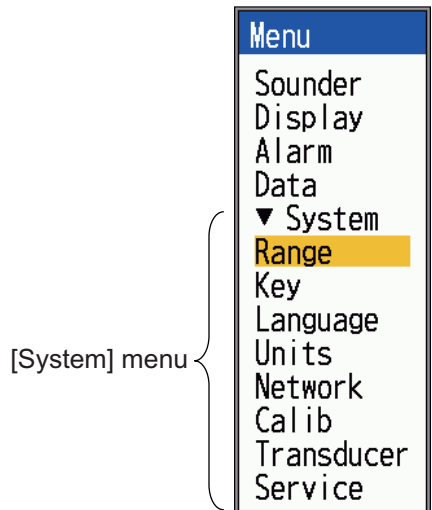 Menu
Sounder
Display
Alarm
Data
▼ System
Range
Key
Language
Units
Network
Calib
Transducer
Service
[System] menu